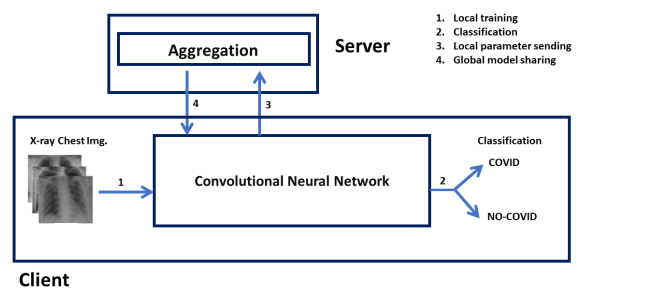 Aggregation
Server
1. Local training
2. Classification
3. Local parameter sending
4. Global model sharing
4
3
X-ray Chest Img.
Classification
COVID
1
Convolutional Neural Network
2
NO-COVID
Client